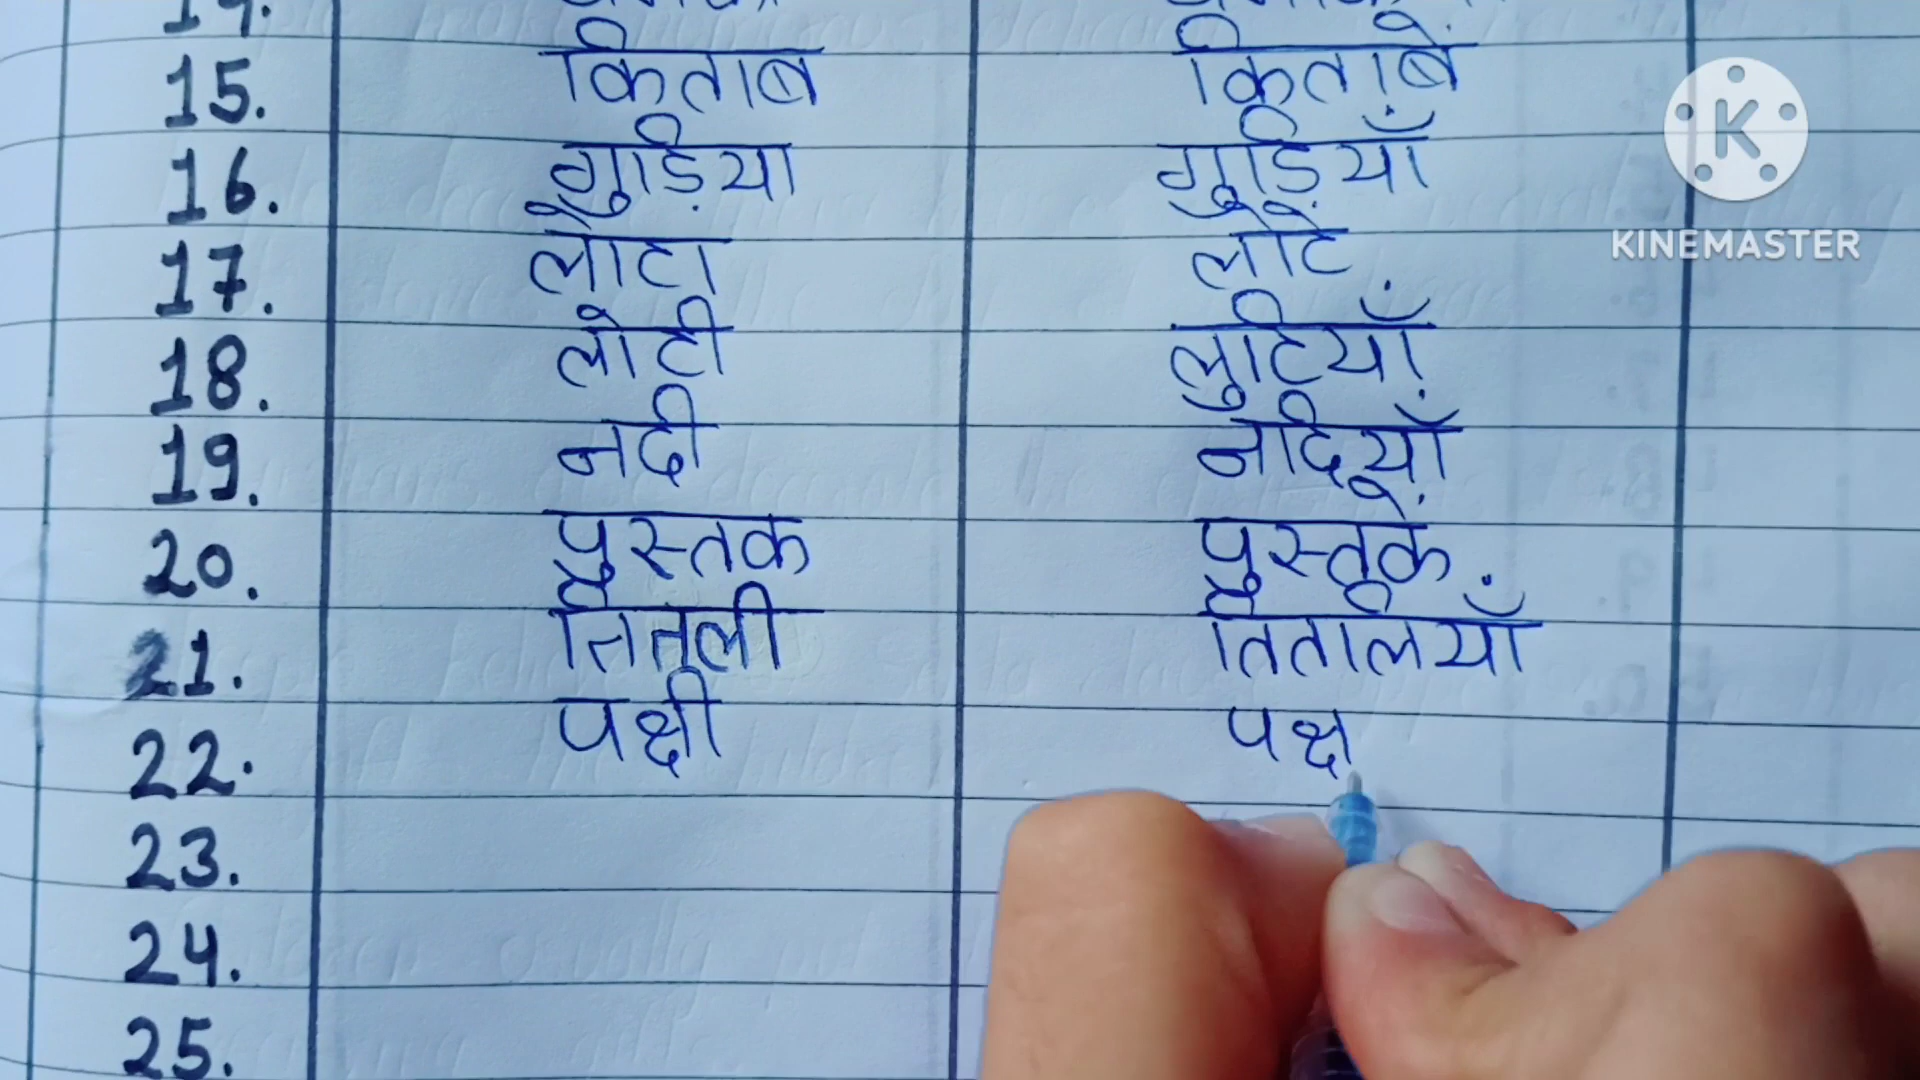 15. किताब किताबें
16. गुड़िया गुड़ियाँ
17. लोटा लोटे
18. लोटी लुटियाँ
19. नदी नदियाँ
20. पुस्तक पुस्तकें
21. तितली तितलियाँ
22. पक्षी पक्ष
23.
24.
25.
KINEMASTER